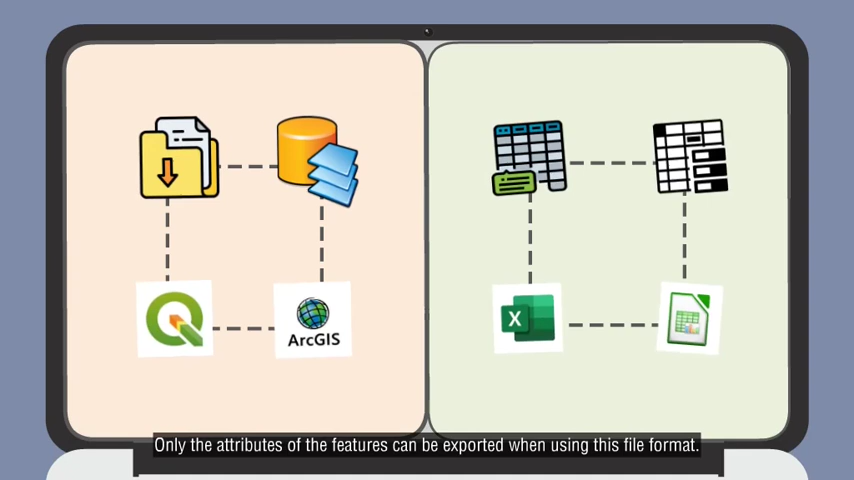 ArcGIS
X
Only the attributes of the features can be exported when using this file format.